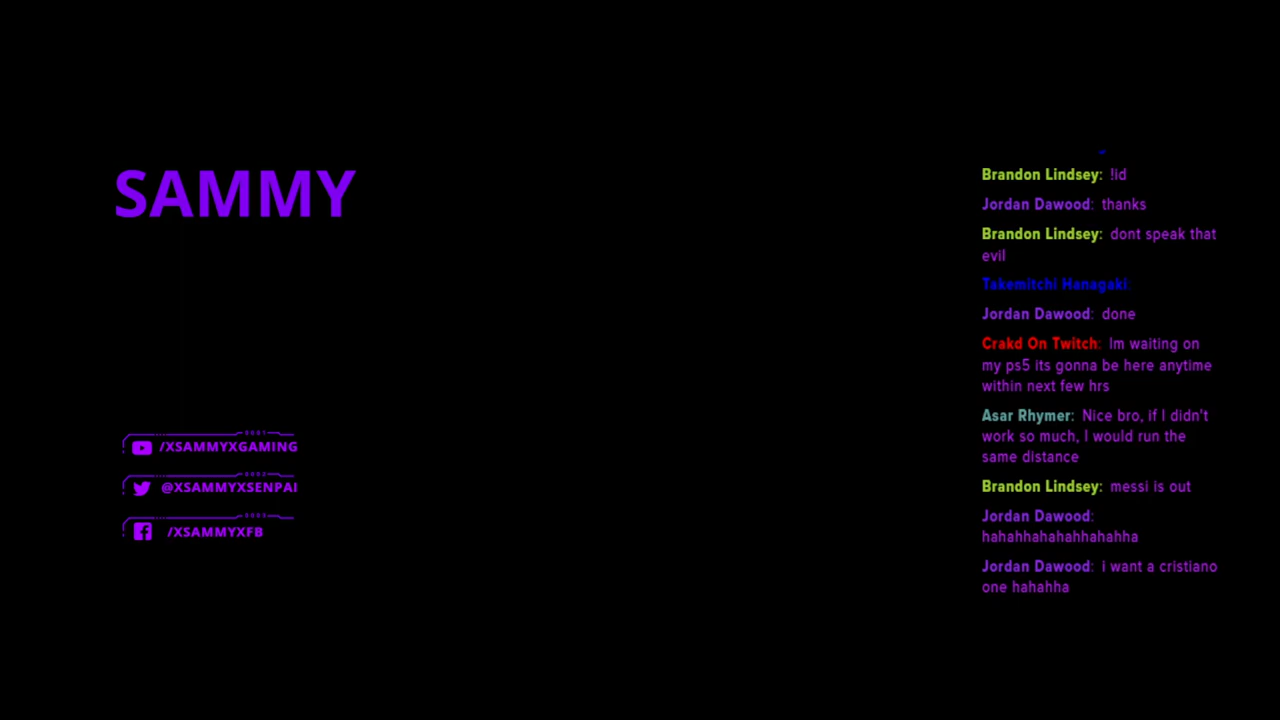 SAMMY
/XSAMMYXGAMING
@XSAMMYXSENPAI
/XSAMMYXFB
Brandon Lindsey: !id
Jordan Dawood: thanks
Brandon Lindsey: dont speak that
evil
Takemitchi Hanagaki:
Jordan Dawood: done
Crakd On Twitch: Im waiting on
my ps5 its gonna be here anytime
within next few hrs
Asar Rhymer: Nice bro, if I didn't
work so much, I would run the
same distance
Brandon Lindsey: messi is out
Jordan Dawood:
hahahhahahahhahahha
Jordan Dawood: i want a cristiano
one hahahha